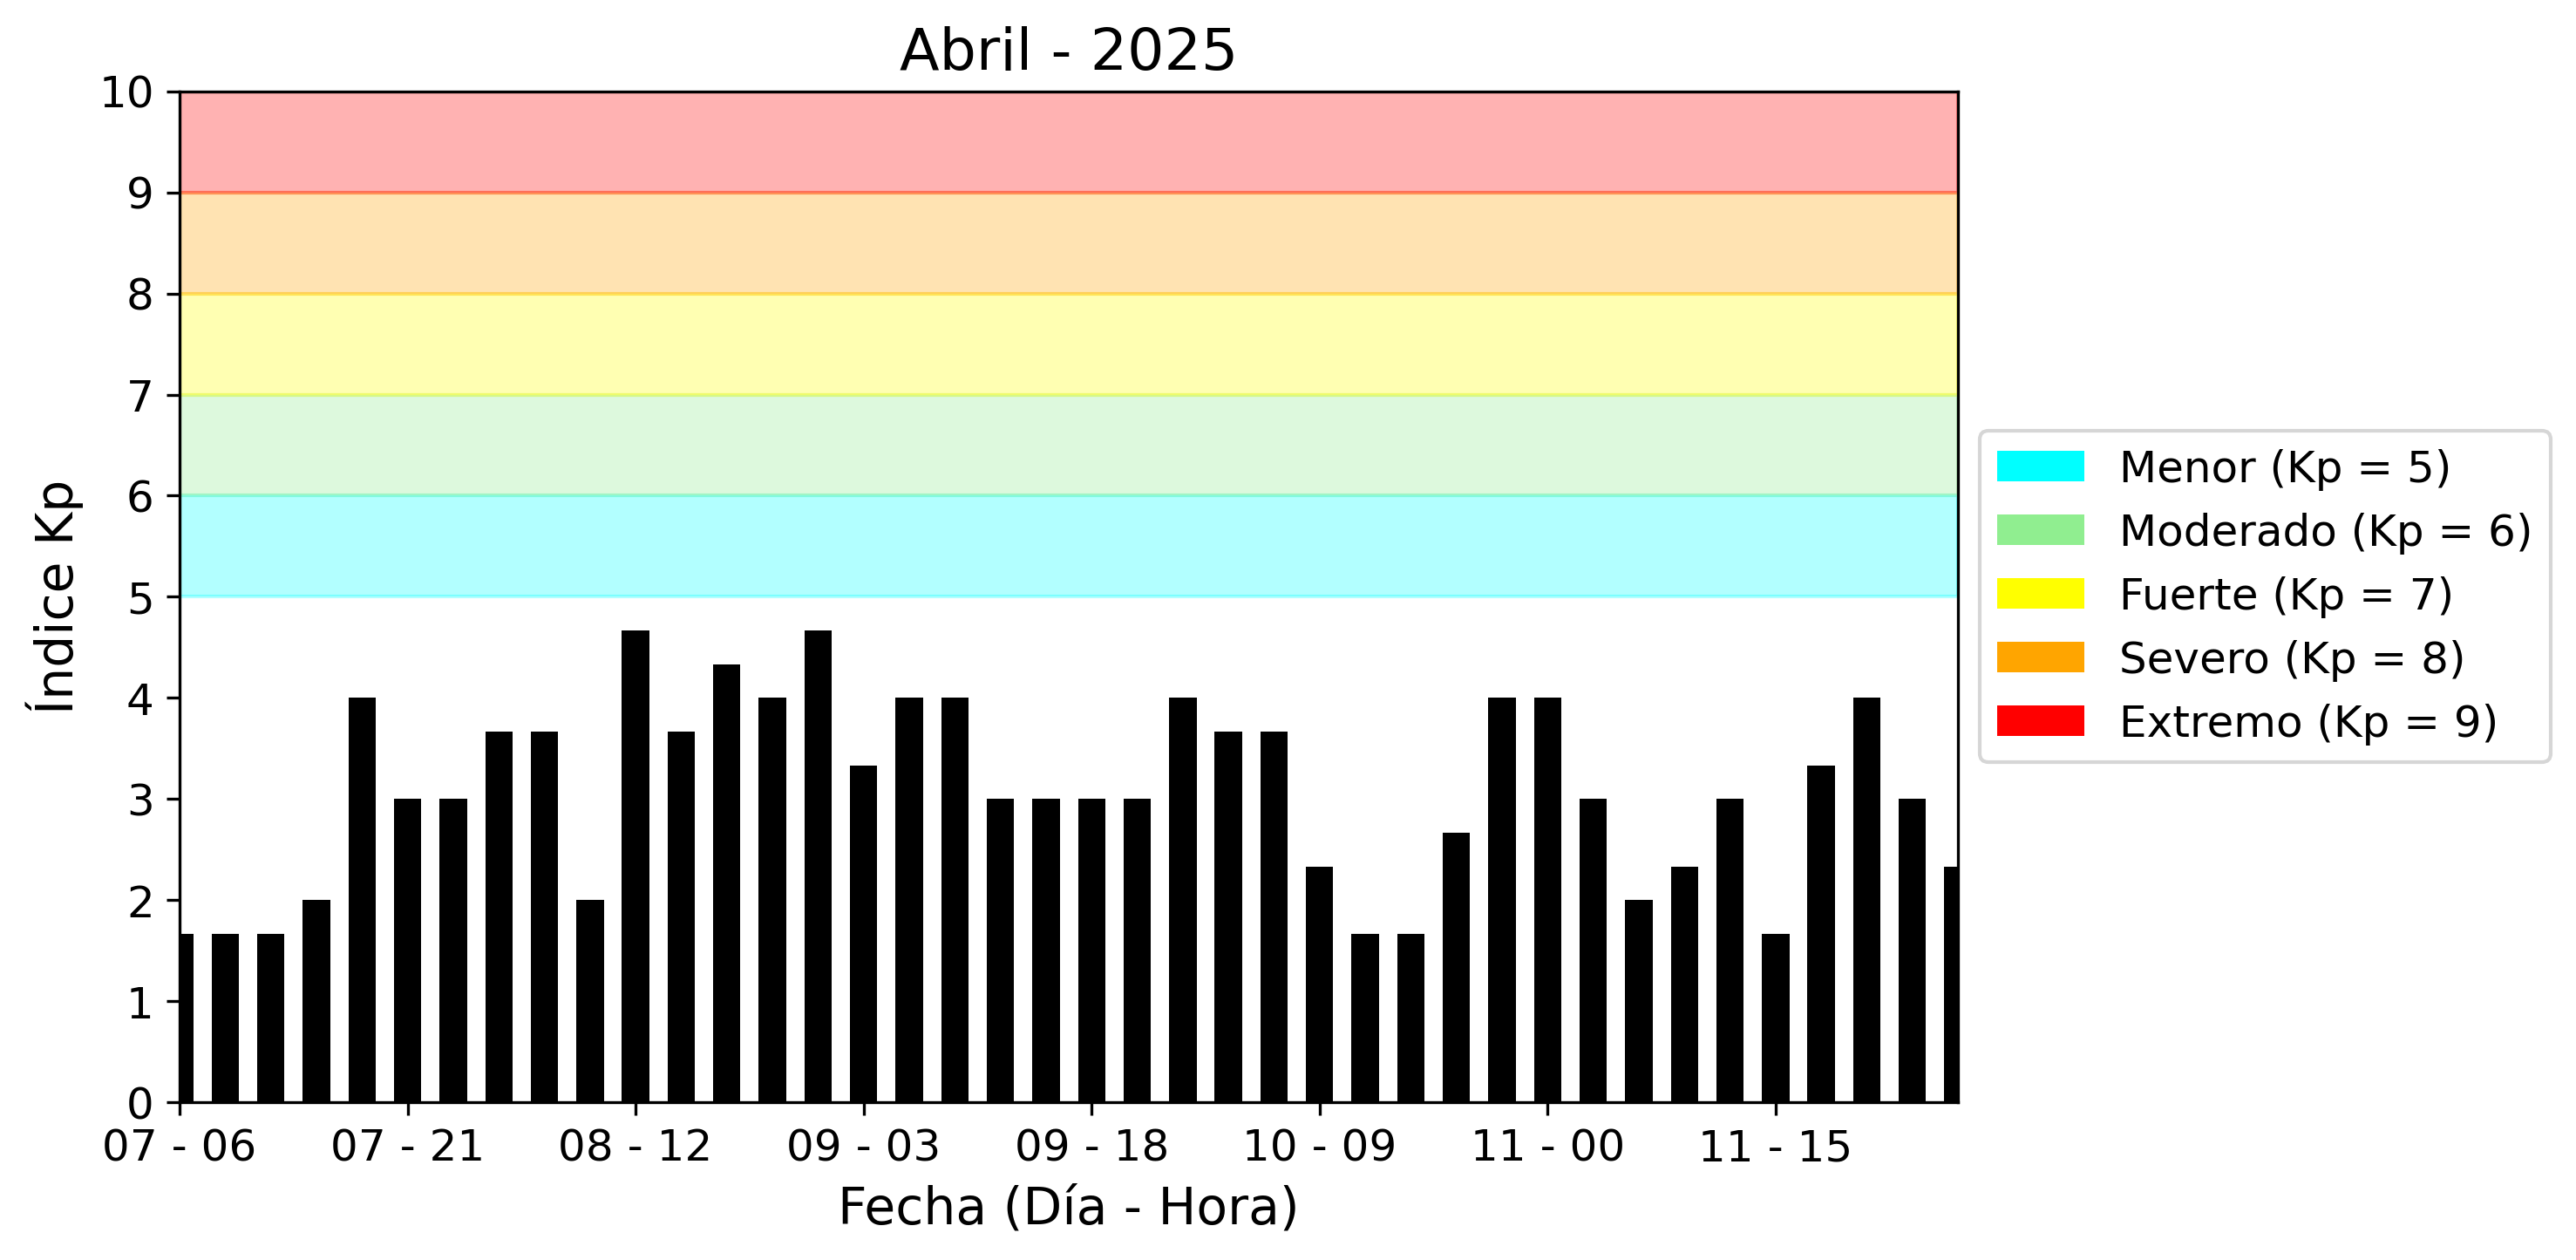 Abril - 2025
10
9
8
7
6
5
4
3
2
1
0
Índice Kp
07 - 06
07 - 21
08 - 12
09 - 03
09 - 18
10 - 09
11 - 00
11 - 15
Fecha (Día - Hora)
Menor (Kp = 5)
Moderado (Kp = 6)
Fuerte (Kp = 7)
Severo (Kp = 8)
Extremo (Kp = 9)